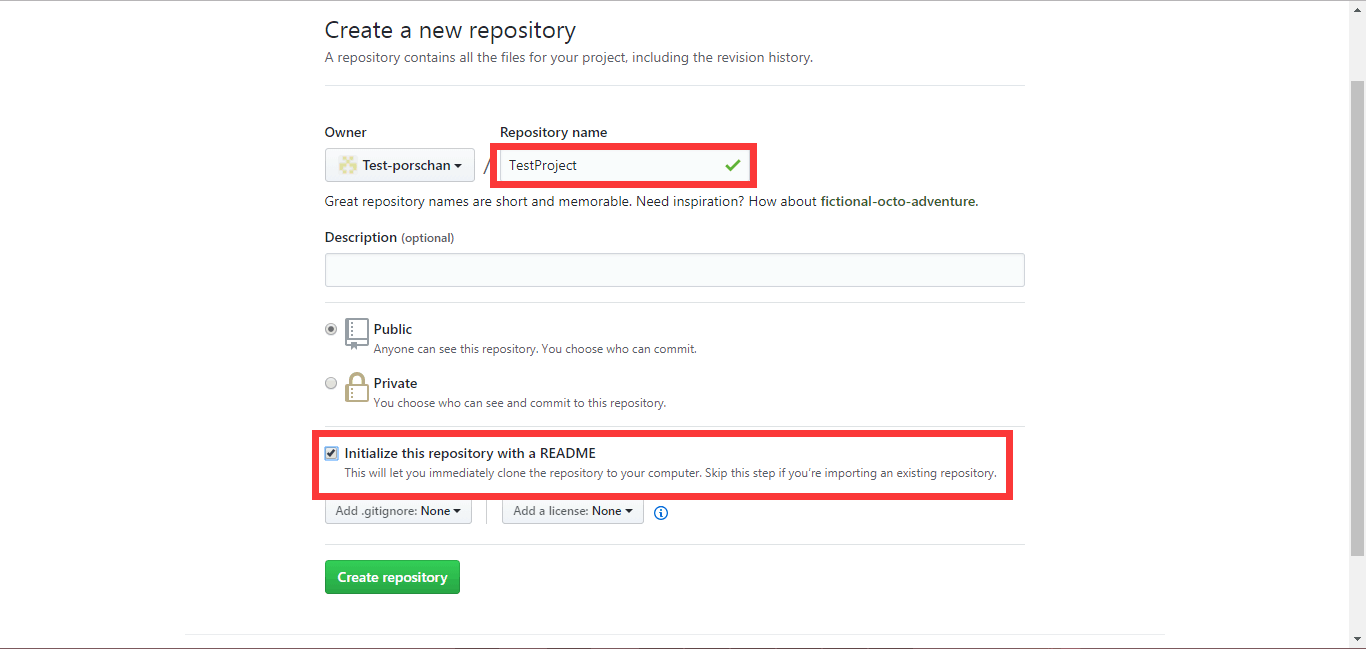 Create a new repository
A repository contains all the files for your project, including the revision history.
Owner
Repository name
Test-porschan
/
TestProject
Great repository names are short and memorable. Need inspiration? How about fictional-octo-adventure.
Description (optional)
Public
Anyone can see this repository. You choose who can commit.
Private
You choose who can see and commit to this repository.
Initialize this repository with a README
This will let you immediately clone the repository to your computer. Skip this step if you’re importing an existing repository.
Add .gitignore: None
Add a license: None
Create repository